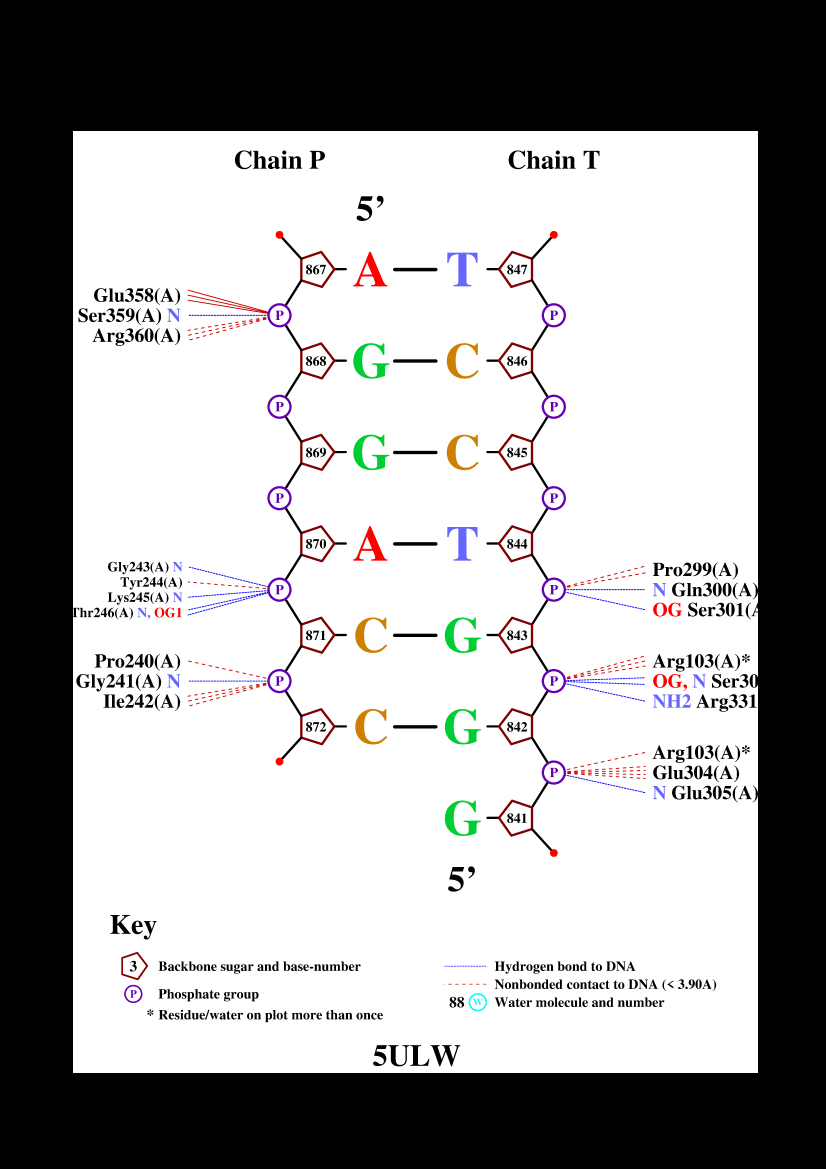 Chain P Chain T
5’
867 A T 847
Glu358(A)
Ser359(A) N P P
Arg360(A)
868 G C 846
P P
869 G C 845
P P
870 A T 844
Gly243(A) N
Tyr244(A) Pro299(A)
P P N Gln300(A)
Lys245(A) N
Thr246(A) N, OG1 OG Ser301(A
871 C G 843
Pro240(A) Arg103(A)*
Gly241(A) N P P OG, N Ser30
Ile242(A) NH2 Arg331
872 C G 842
Arg103(A)*
P Glu304(A)
N Glu305(A)
G 841
5’
Key
3 Backbone sugar and base-number Hydrogen bond to DNA
Nonbonded contact to DNA (< 3.90A)
P Phosphate group 88 W Water molecule and number
* Residue/water on plot more than once
5ULW